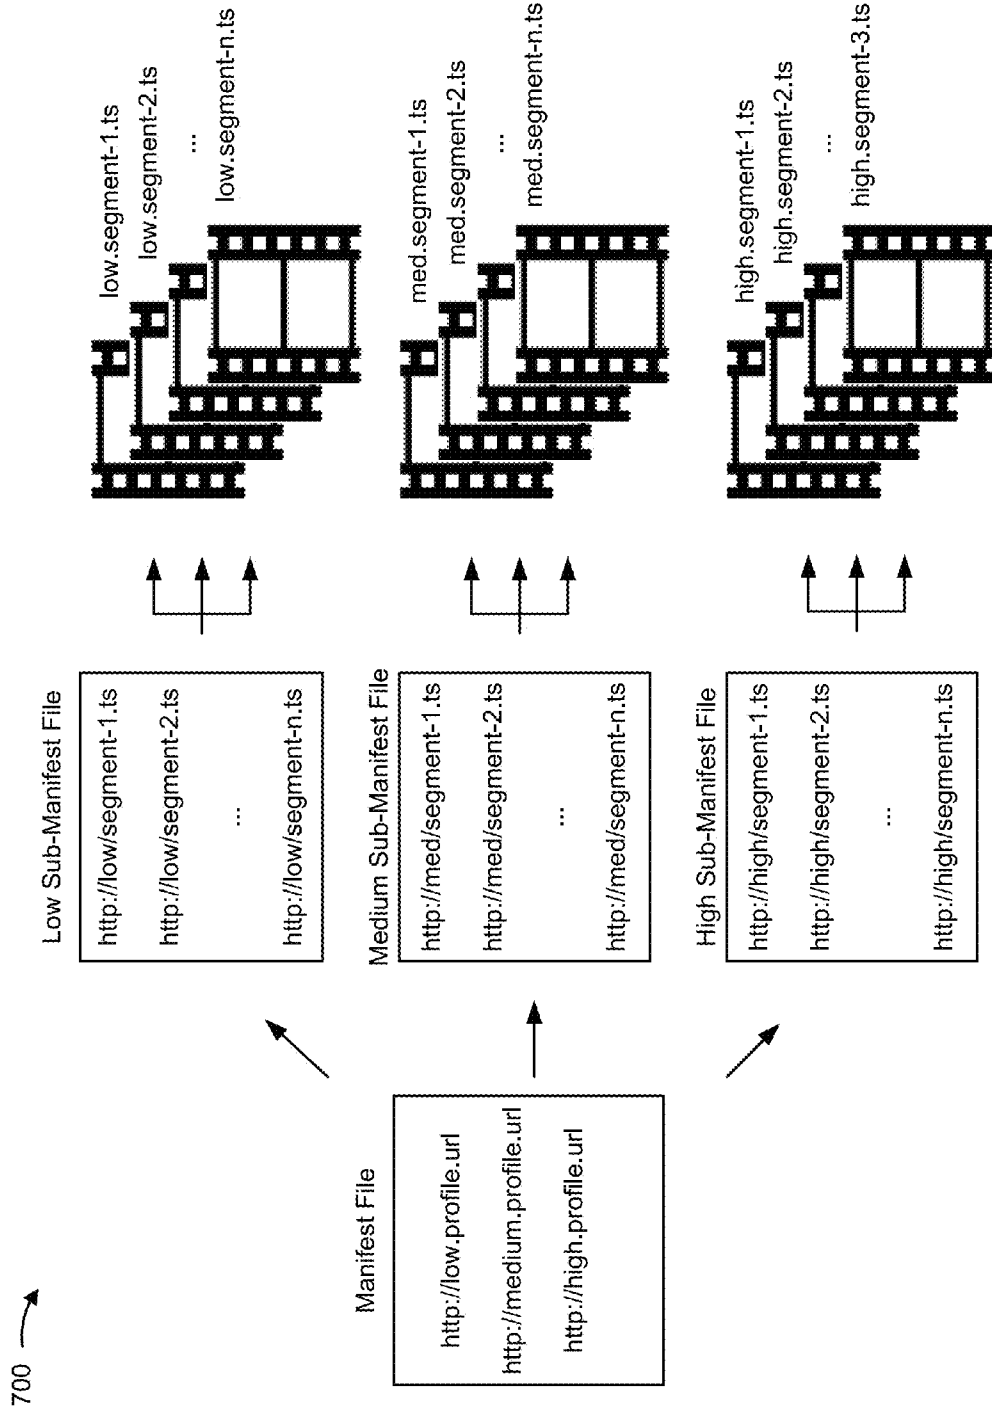 700
Manifest File
http://low.profile.url
http://medium.profile.url
http://high.profile.url
Low Sub-Manifest File
http://low/segment-1.ts
http://low/segment-2.ts
...
http://low/segment-n.ts
low.segment-1.ts
low.segment-2.ts
...
low.segment-n.ts
Medium Sub-Manifest File
http://med/segment-1.ts
http://med/segment-2.ts
...
http://med/segment-n.ts
med.segment-1.ts
med.segment-2.ts
...
med.segment-n.ts
High Sub-Manifest File
http://high/segment-1.ts
http://high/segment-2.ts
...
http://high/segment-n.ts
high.segment-1.ts
high.segment-2.ts
...
high.segment-3.ts